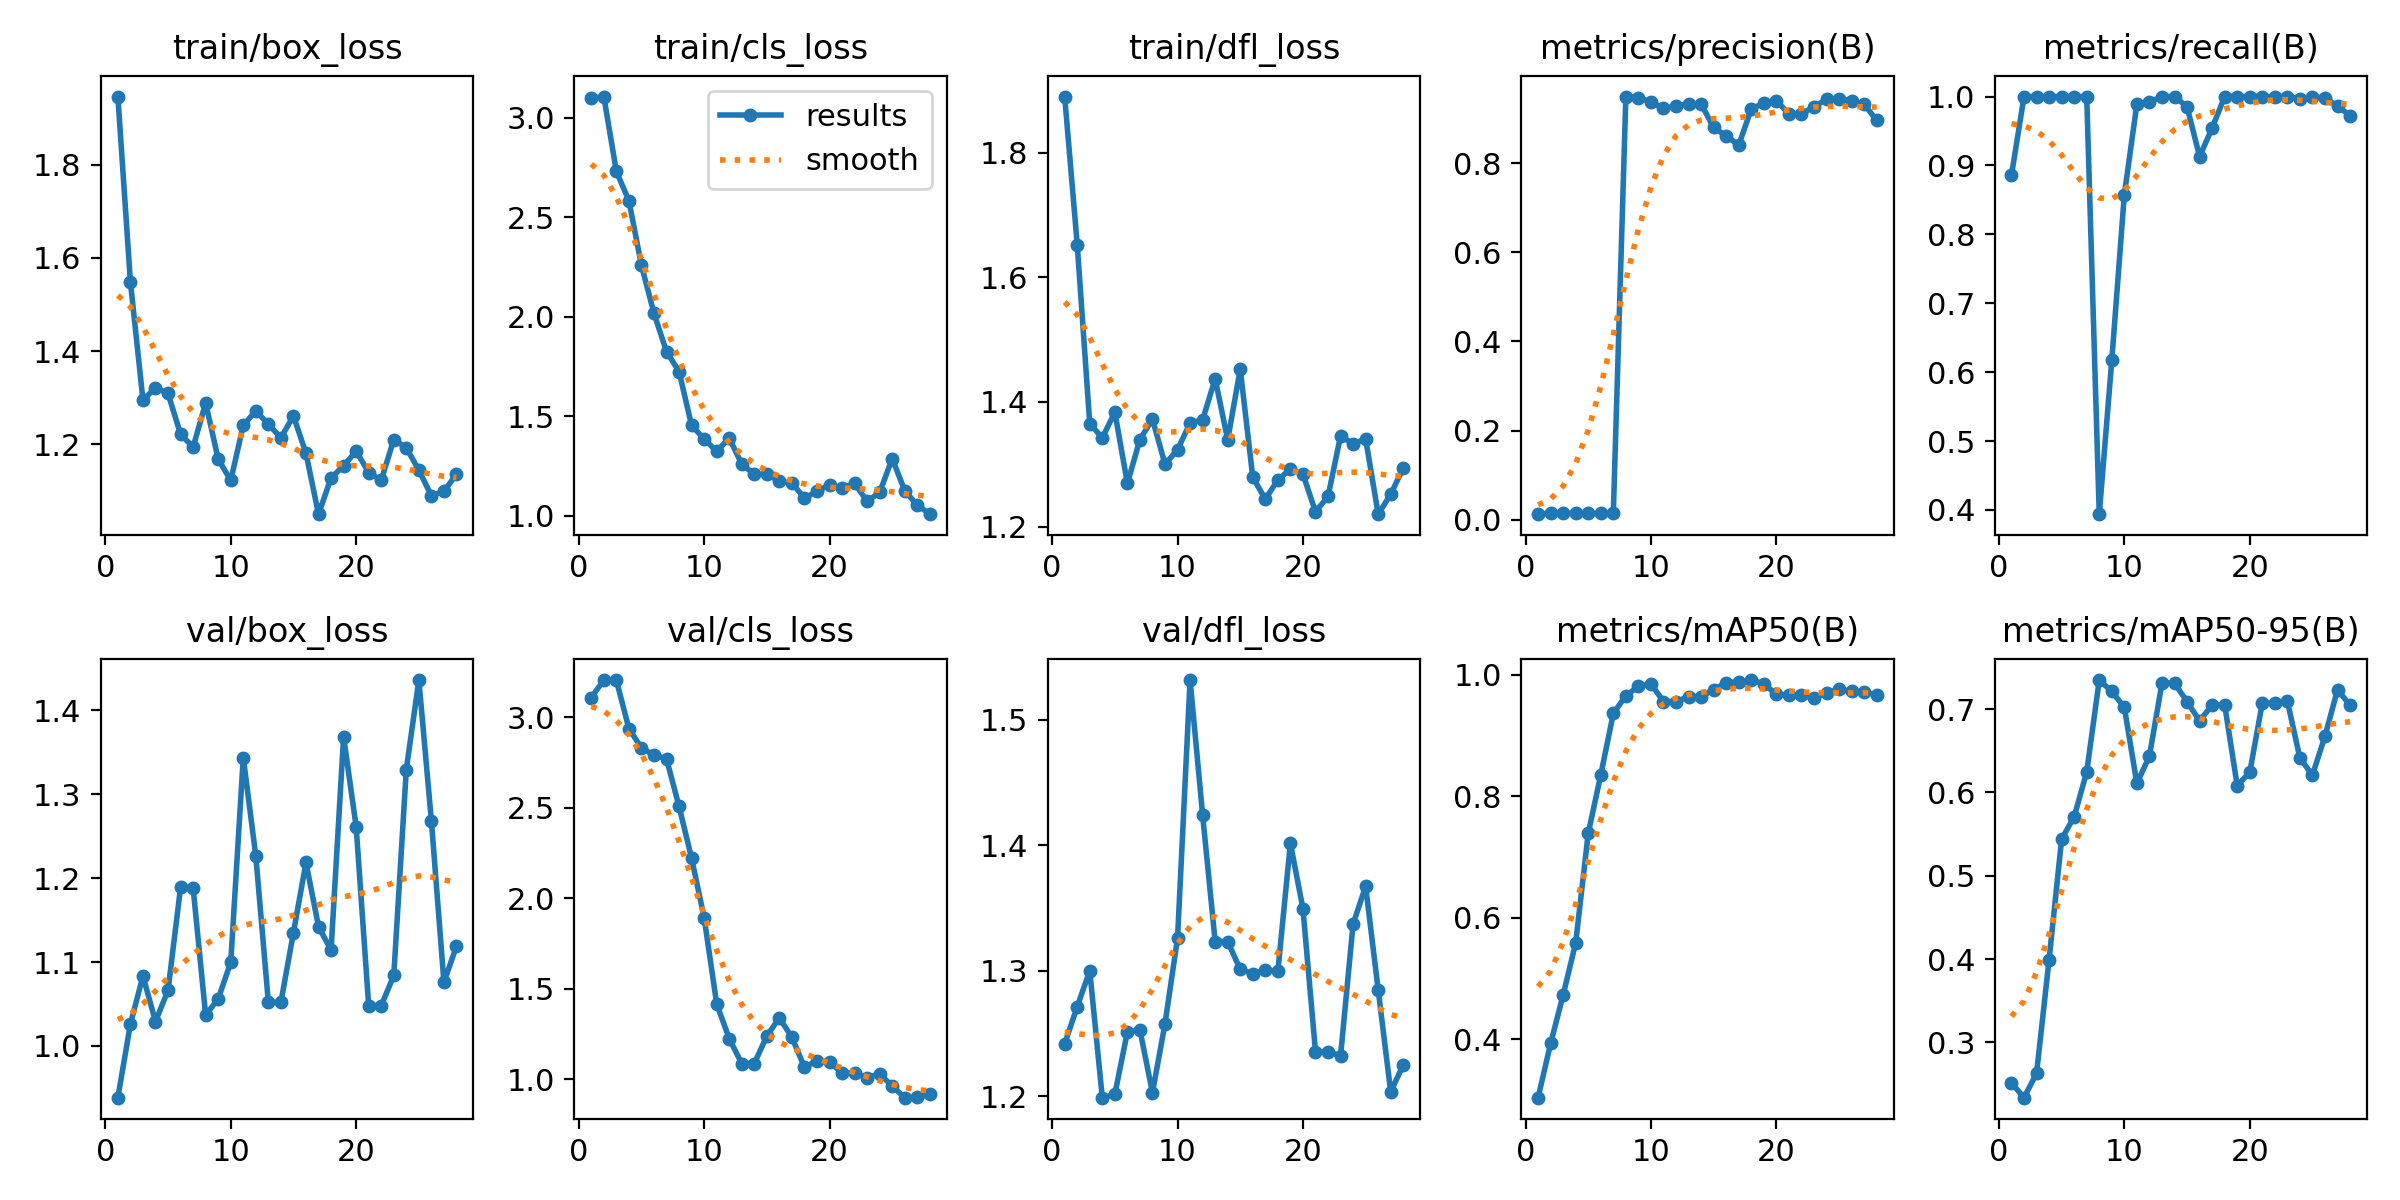 train/box_loss
1.8
1.6
1.4
1.2
0 10 20
train/cls_loss
results
smooth
3.0
2.5
2.0
1.5
1.0
0 10 20
train/dfl_loss
1.8
1.6
1.4
1.2
0 10 20
metrics/precision(B)
0.8
0.6
0.4
0.2
0.0
0 10 20
metrics/recall(B)
1.0
0.9
0.8
0.7
0.6
0.5
0.4
0 10 20
val/box_loss
1.4
1.3
1.2
1.1
1.0
0 10 20
val/cls_loss
3.0
2.5
2.0
1.5
1.0
0 10 20
val/dfl_loss
1.5
1.4
1.3
1.2
0 10 20
metrics/mAP50(B)
1.0
0.8
0.6
0.4
0 10 20
metrics/mAP50-95(B)
0.7
0.6
0.5
0.4
0.3
0 10 20